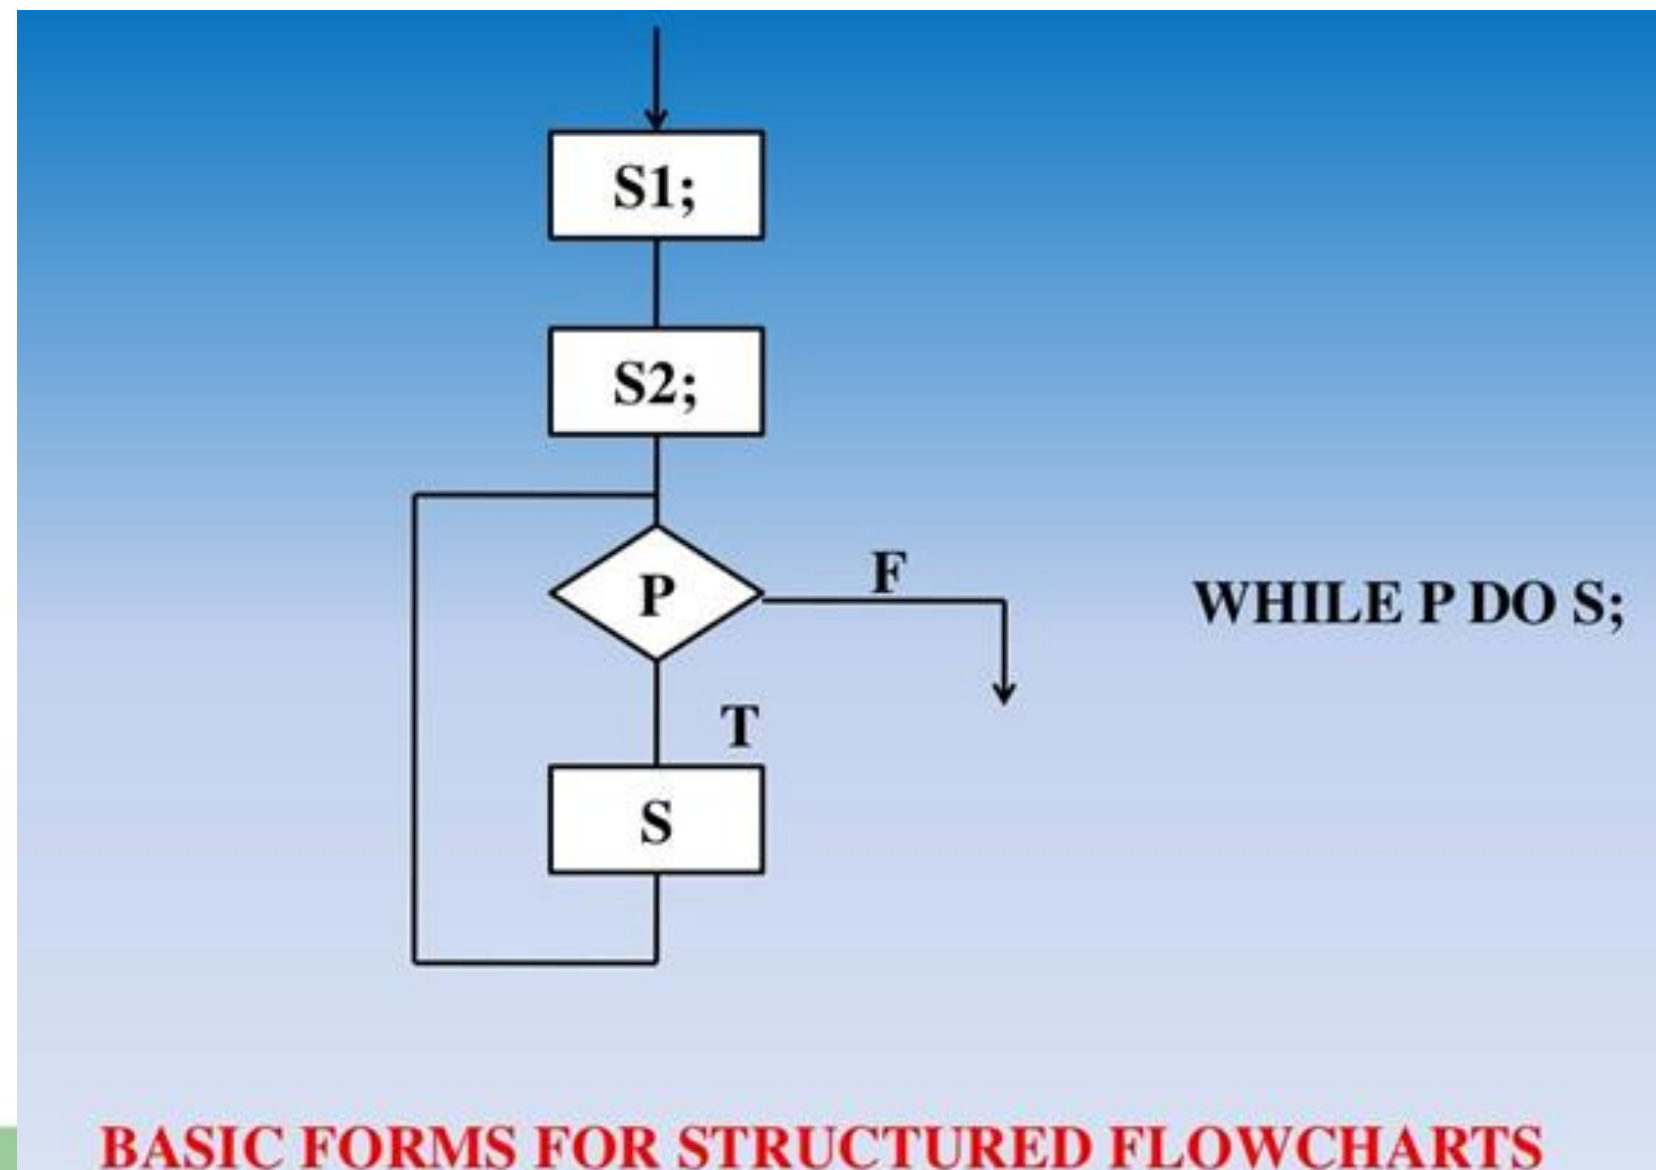 S1;
S2;
P
F
WHILE P DO S;
T
S
BASIC FORMS FOR STRUCTURED FLOWCHARTS